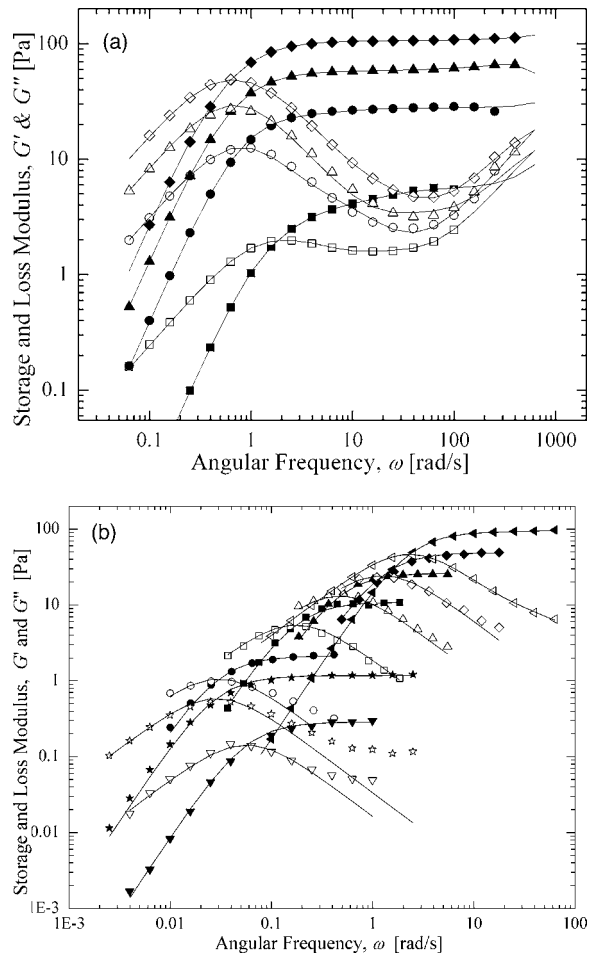 (a)
Storage and Loss Modulus, G' & G'' [Pa]
100
10
1
0.1
0.1 1 10 100 1000
Angular Frequency, ω [rad/s]
(b)
Storage and Loss Modulus, G' and G'' [Pa]
100
10
1
0.1
0.01
1E-3
1E-3 0.01 0.1 1 10 100
Angular Frequency, ω [rad/s]